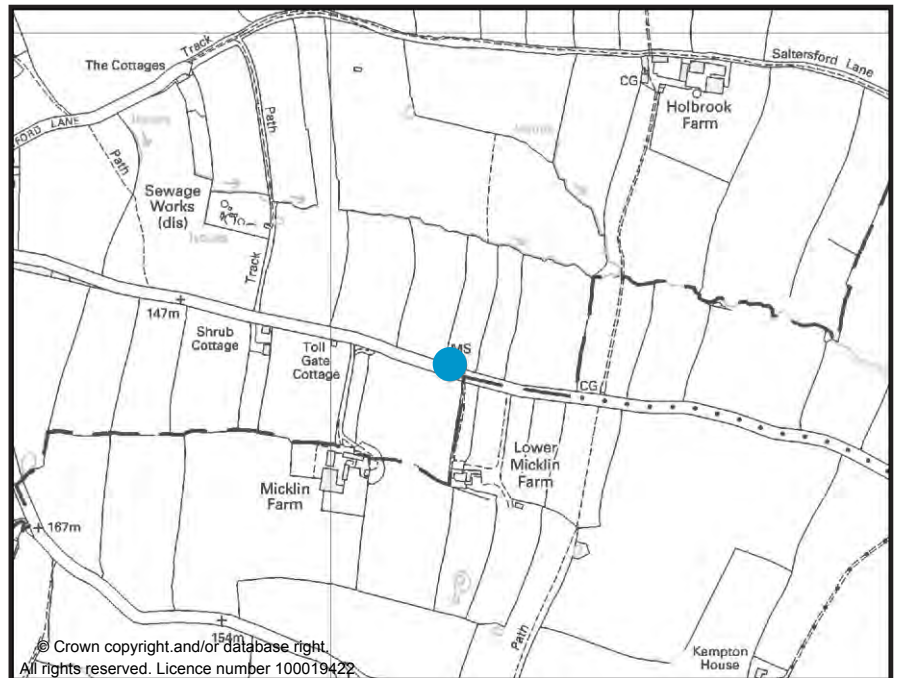 Track
The Cottages
FORD LANE
Path
Path
Sewage
Works
(dis)
Track
CG
Holbrook
Farm
Saltersford Lane
147m
Shrub
Cottage
Toll
Gate
Cottage
MS
CG
Lower
Micklin
Farm
Micklin
Farm
167m
154m
Path
Kempton
House
© Crown copyright.and/or database right.
All rights reserved. Licence number 100019422